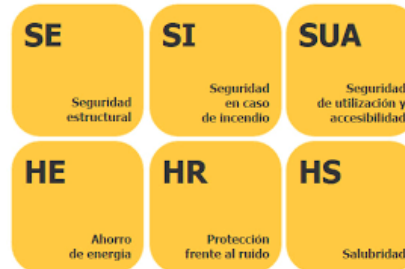 SE
Seguridad
estructural
SI
Seguridad
en caso
de incendio
SUA
Seguridad
de utilización y
accesibilidad
HE
Ahorro
de energía
HR
Protección
frente al ruido
HS
Salubridad